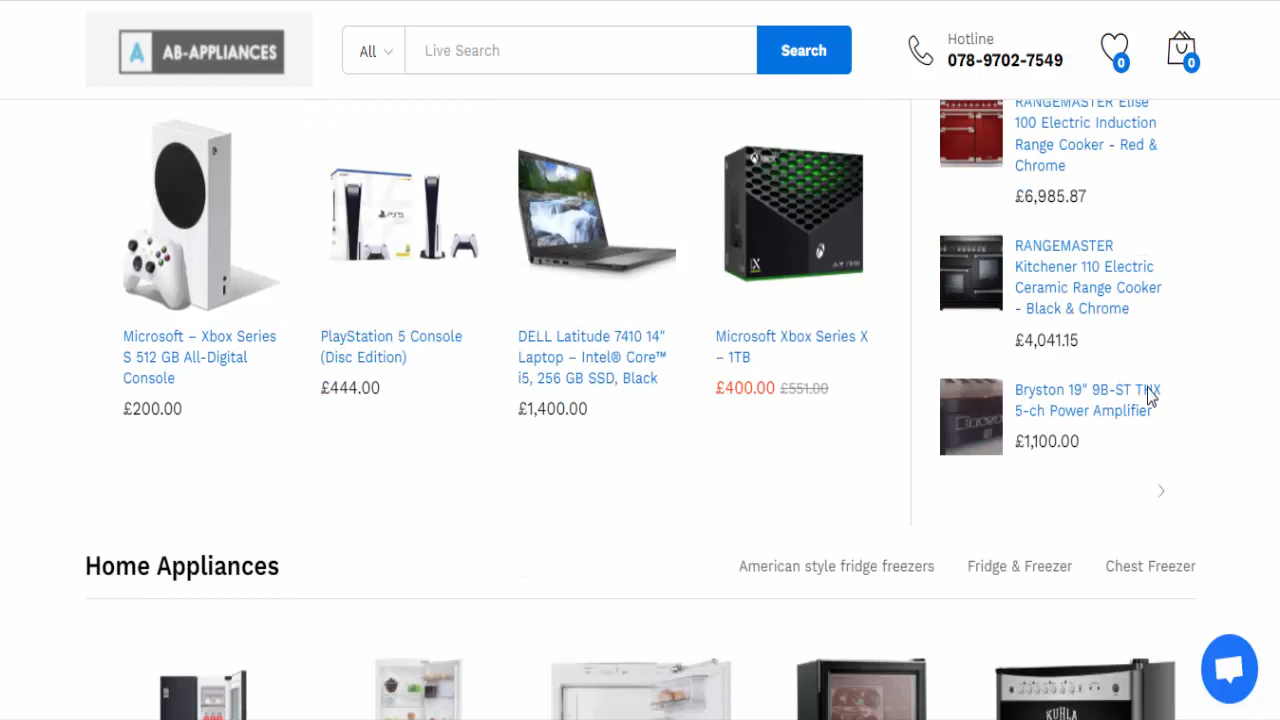 A AB-APPLIANCES
All
Live Search
Search
Hotline
078-9702-7549
0
0
Microsoft – Xbox Series
S 512 GB All-Digital
Console
£200.00
PlayStation 5 Console
(Disc Edition)
£444.00
DELL Latitude 7410 14"
Laptop – Intel® Core™
i5, 256 GB SSD, Black
£1,400.00
XBOX
Microsoft Xbox Series X
– 1TB
£400.00 £551.00
RANGEMASTER Elise
100 Electric Induction
Range Cooker - Red &
Chrome
£6,985.87
RANGEMASTER
Kitchener 110 Electric
Ceramic Range Cooker
- Black & Chrome
£4,041.15
Bryston 19" 9B-ST THX
5-ch Power Amplifier
£1,100.00
PS5
Home Appliances
American style fridge freezers
Fridge & Freezer
Chest Freezer
KUHLA